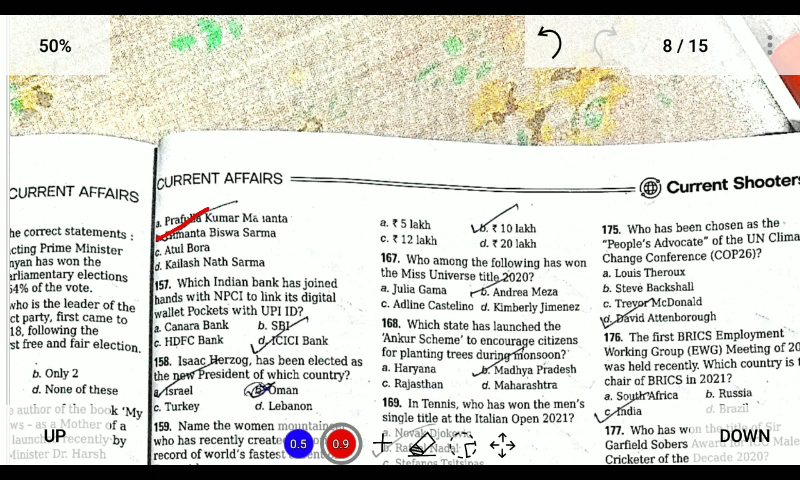 50%
8 / 15
CURRENT AFFAIRS
he correct statements :
cting Prime Minister
nyan has won the
arliamentary elections
54% of the vote.
who is the leader of the
ct party, first came to
18, following the
st free and fair election.
b. Only 2
d. None of these
e author of the book ‘My
ws - as a Mother of a
launch recently by
Minister Dr. Harsh
CURRENT AFFAIRS
a. Prafulla Kumar Ma anta
Himanta Biswa Sarma
c. Atul Bora
d. Kailash Nath Sarma
157. Which Indian bank has joined
hands with NPCI to link its digital
wallet Pockets with UPI ID?
a. Canara Bank b. SBI
c. HDFC Bank d. ICICI Bank
158. Isaac Herzog, has been elected as
the new President of which country?
a. Israel b. Oman
c. Turkey d. Lebanon
159. Name the women mountaineer
who has recently created
record of world's fastest
Current Shooters
a. ₹ 5 lakh b. ₹ 10 lakh
c. ₹ 12 lakh d. ₹ 20 lakh
167. Who among the following has won
the Miss Universe title 2020?
a. Julia Gama b. Andrea Meza
c. Adline Castelino d. Kimberly Jimenez
168. Which state has launched the
'Ankur Scheme' to encourage citizens
for planting trees during monsoon?
a. Haryana b. Madhya Pradesh
c. Rajasthan d. Maharashtra
169. In Tennis, who has won the men's
single title at the Italian Open 2021?
a. Novak Djokovic
b. Rafael Nadal
c. Stefanos Tsitsipas
175. Who has been chosen as the
"People's Advocate" of the UN Clima
Change Conference (COP26)?
a. Louis Theroux
b. Steve Backshall
c. Trevor McDonald
d. David Attenborough
176. The first BRICS Employment
Working Group (EWG) Meeting of 20
was held recently. Which country is t
chair of BRICS in 2021?
a. South Africa b. Russia
c. India d. Brazil
177. Who has won the title of Sir
Garfield Sobers Award for ICC Male
Cricketer of the Decade 2020?
UP
0.5
0.9
DOWN